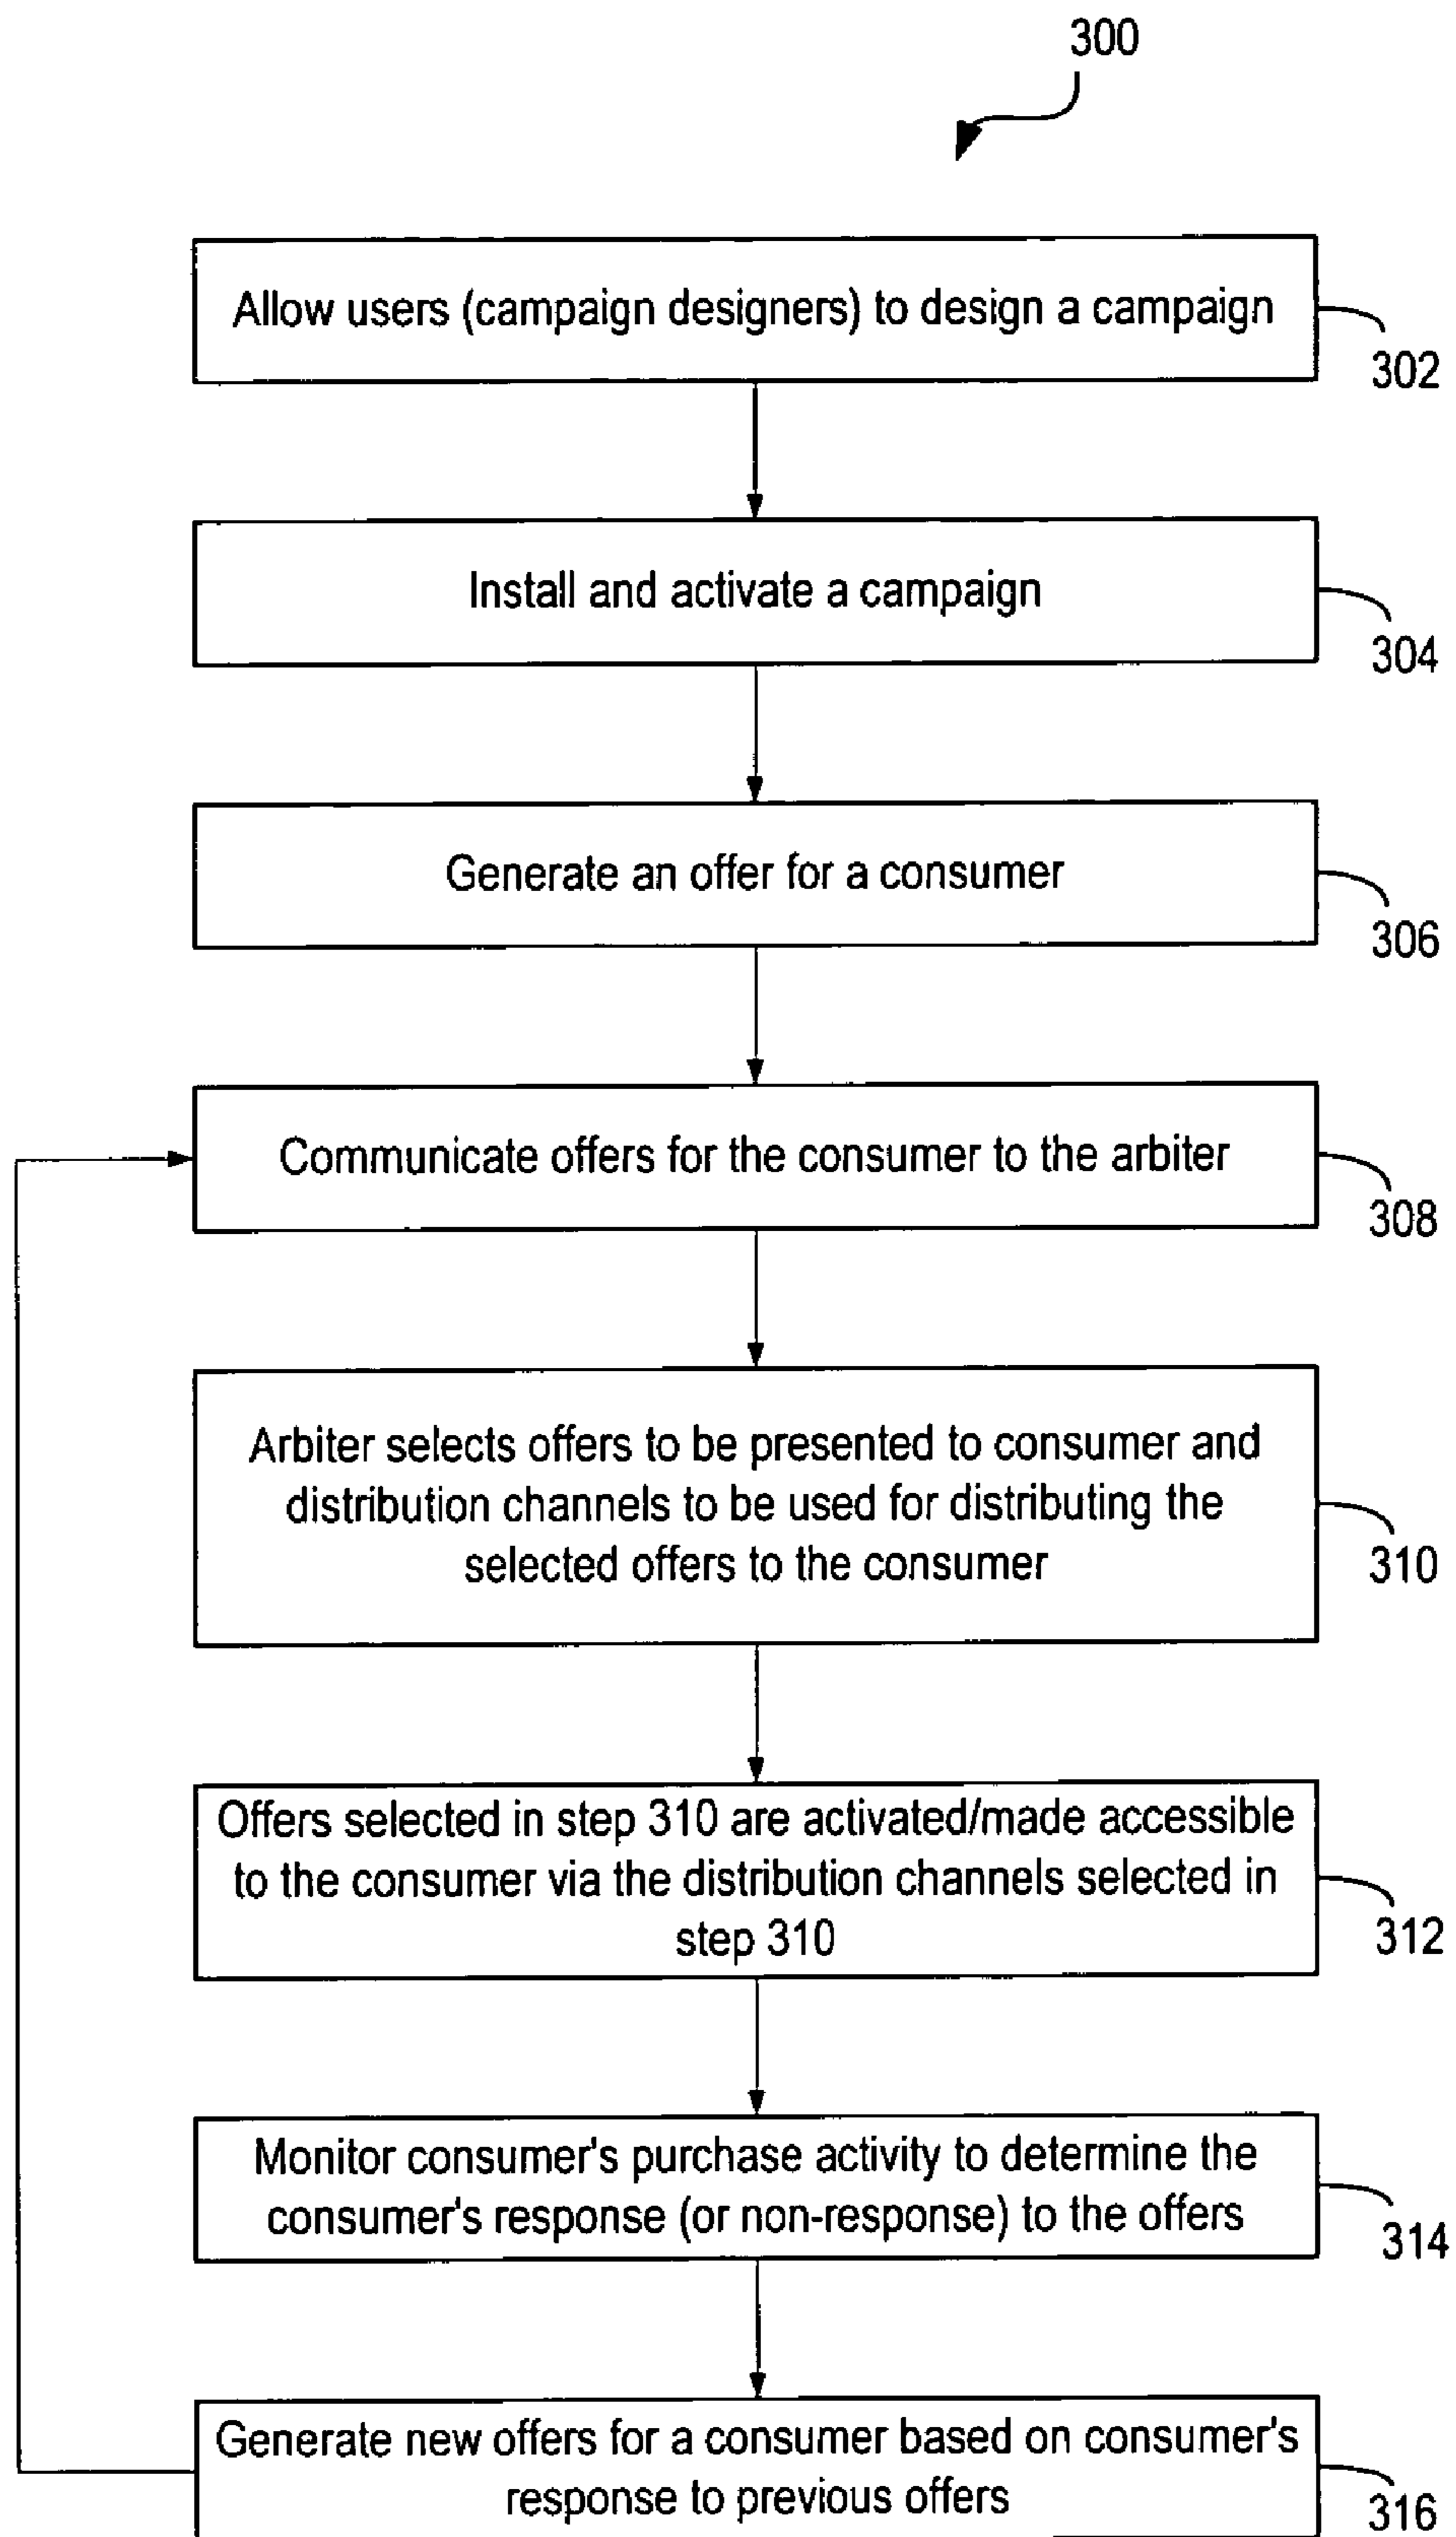 300
Allow users (campaign designers) to design a campaign
302
Install and activate a campaign
304
Generate an offer for a consumer
306
Communicate offers for the consumer to the arbiter
308
Arbiter selects offers to be presented to consumer and
distribution channels to be used for distributing the
selected offers to the consumer
310
Offers selected in step 310 are activated/made accessible
to the consumer via the distribution channels selected in
step 310
312
Monitor consumer's purchase activity to determine the
consumer's response (or non-response) to the offers
314
Generate new offers for a consumer based on consumer's
response to previous offers
316